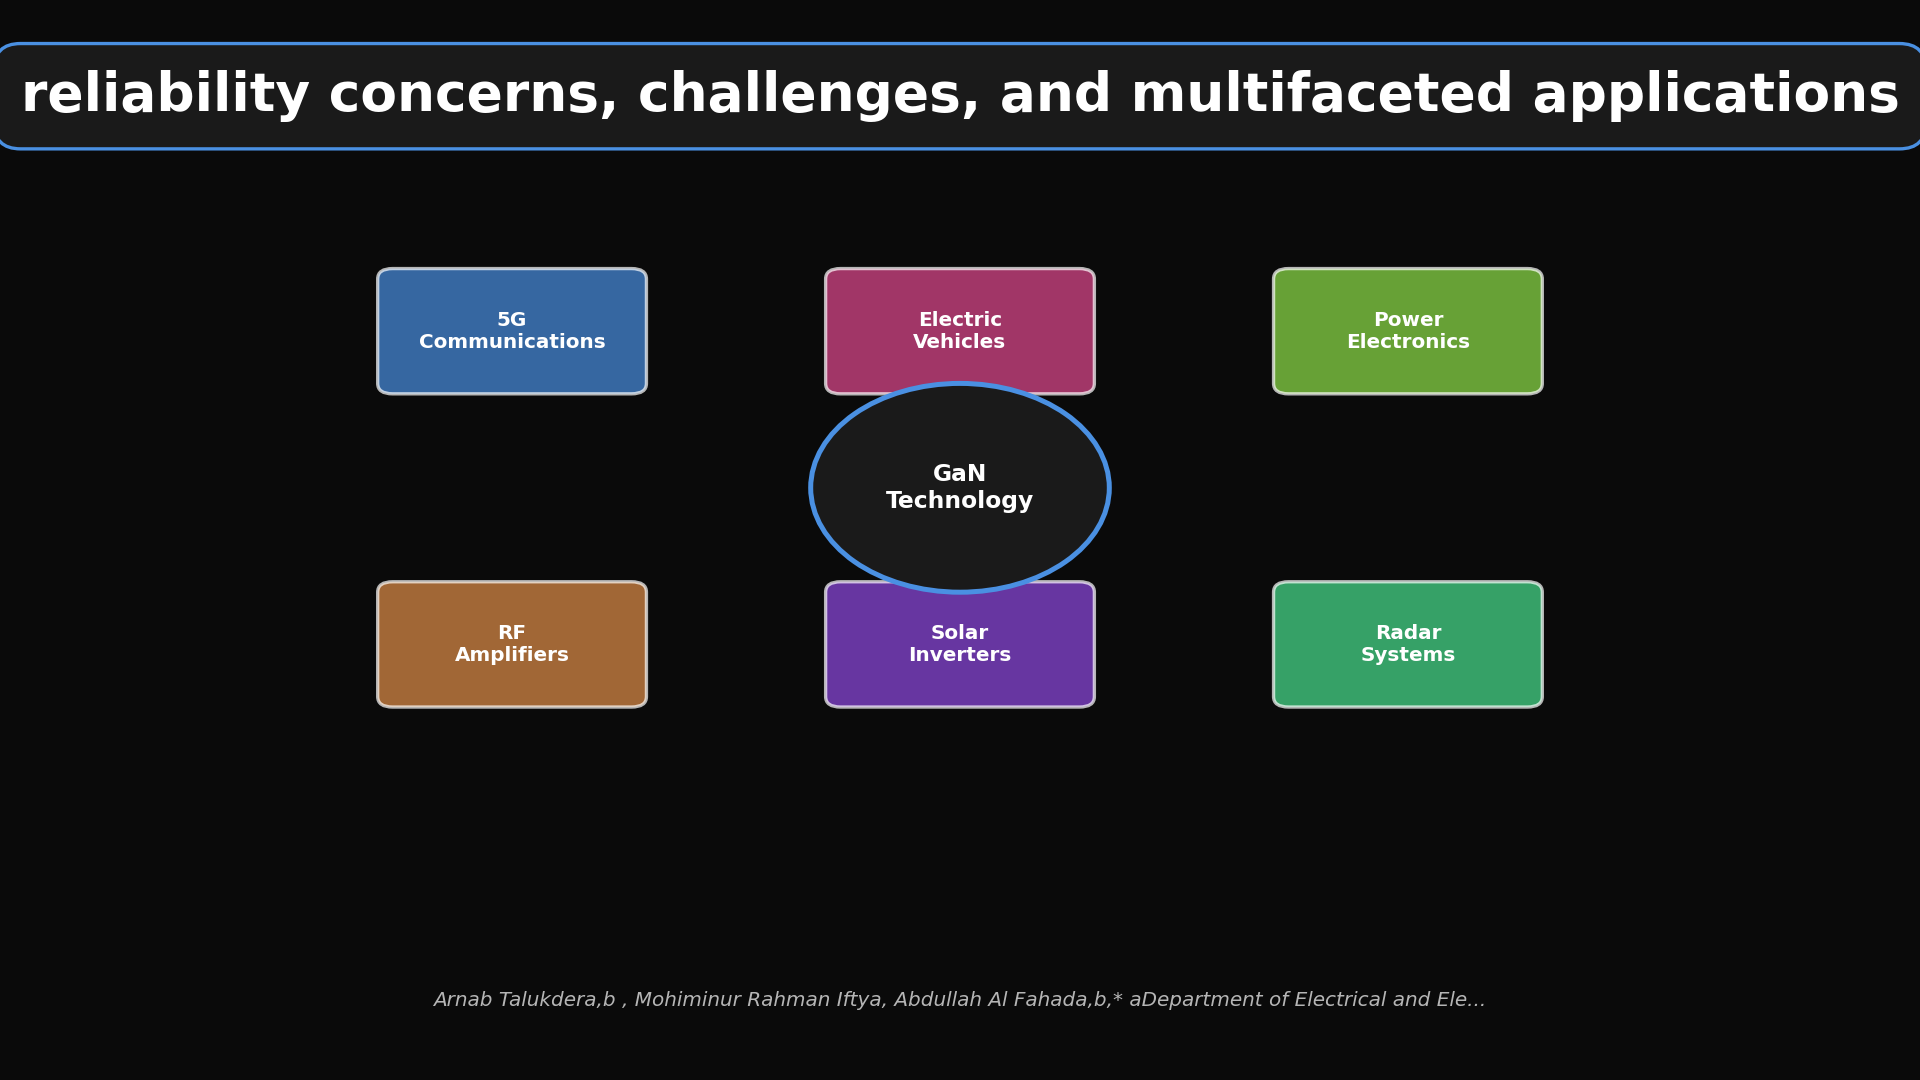 reliability concerns, challenges, and multifaceted applications
5G
Communications
Electric
Vehicles
Power
Electronics
GaN
Technology
RF
Amplifiers
Solar
Inverters
Radar
Systems
Arnab Talukdera,b , Mohiminur Rahman Iftya, Abdullah Al Fahada,b,* aDepartment of Electrical and Ele...